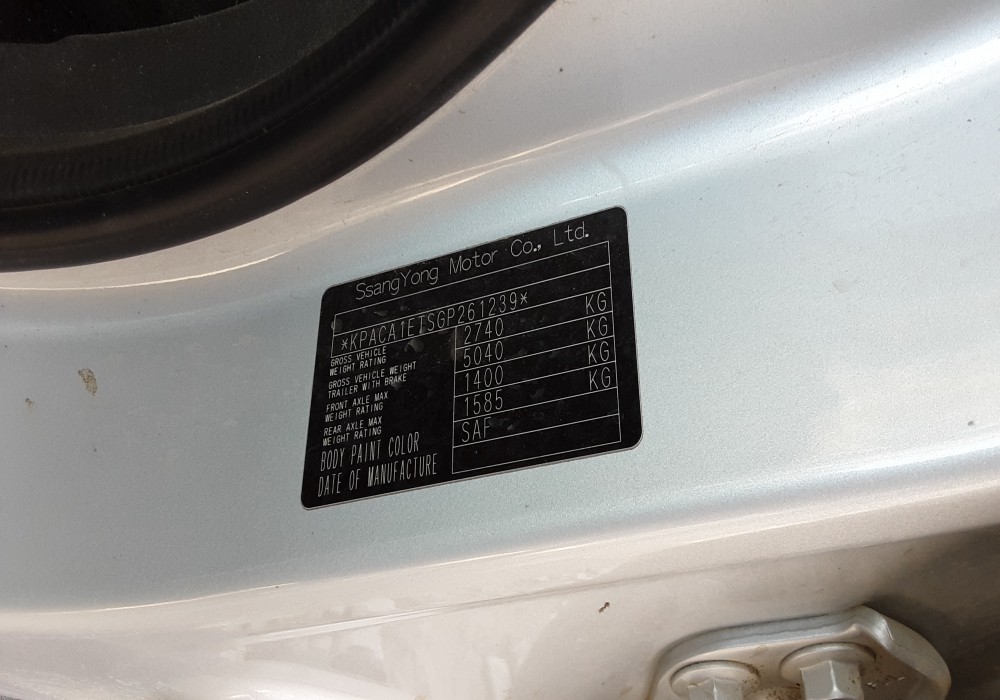 SsangYong Motor Co., Ltd.
*KPACA1ETSGP261239*
GROSS VEHICLE
WEIGHT RATING
2740 KG
GROSS VEHICLE WEIGHT
TRAILER WITH BRAKE
5040 KG
FRONT AXLE MAX
WEIGHT RATING
1400 KG
REAR AXLE MAX
WEIGHT RATING
1585 KG
BODY PAINT COLOR SAF
DATE OF MANUFACTURE